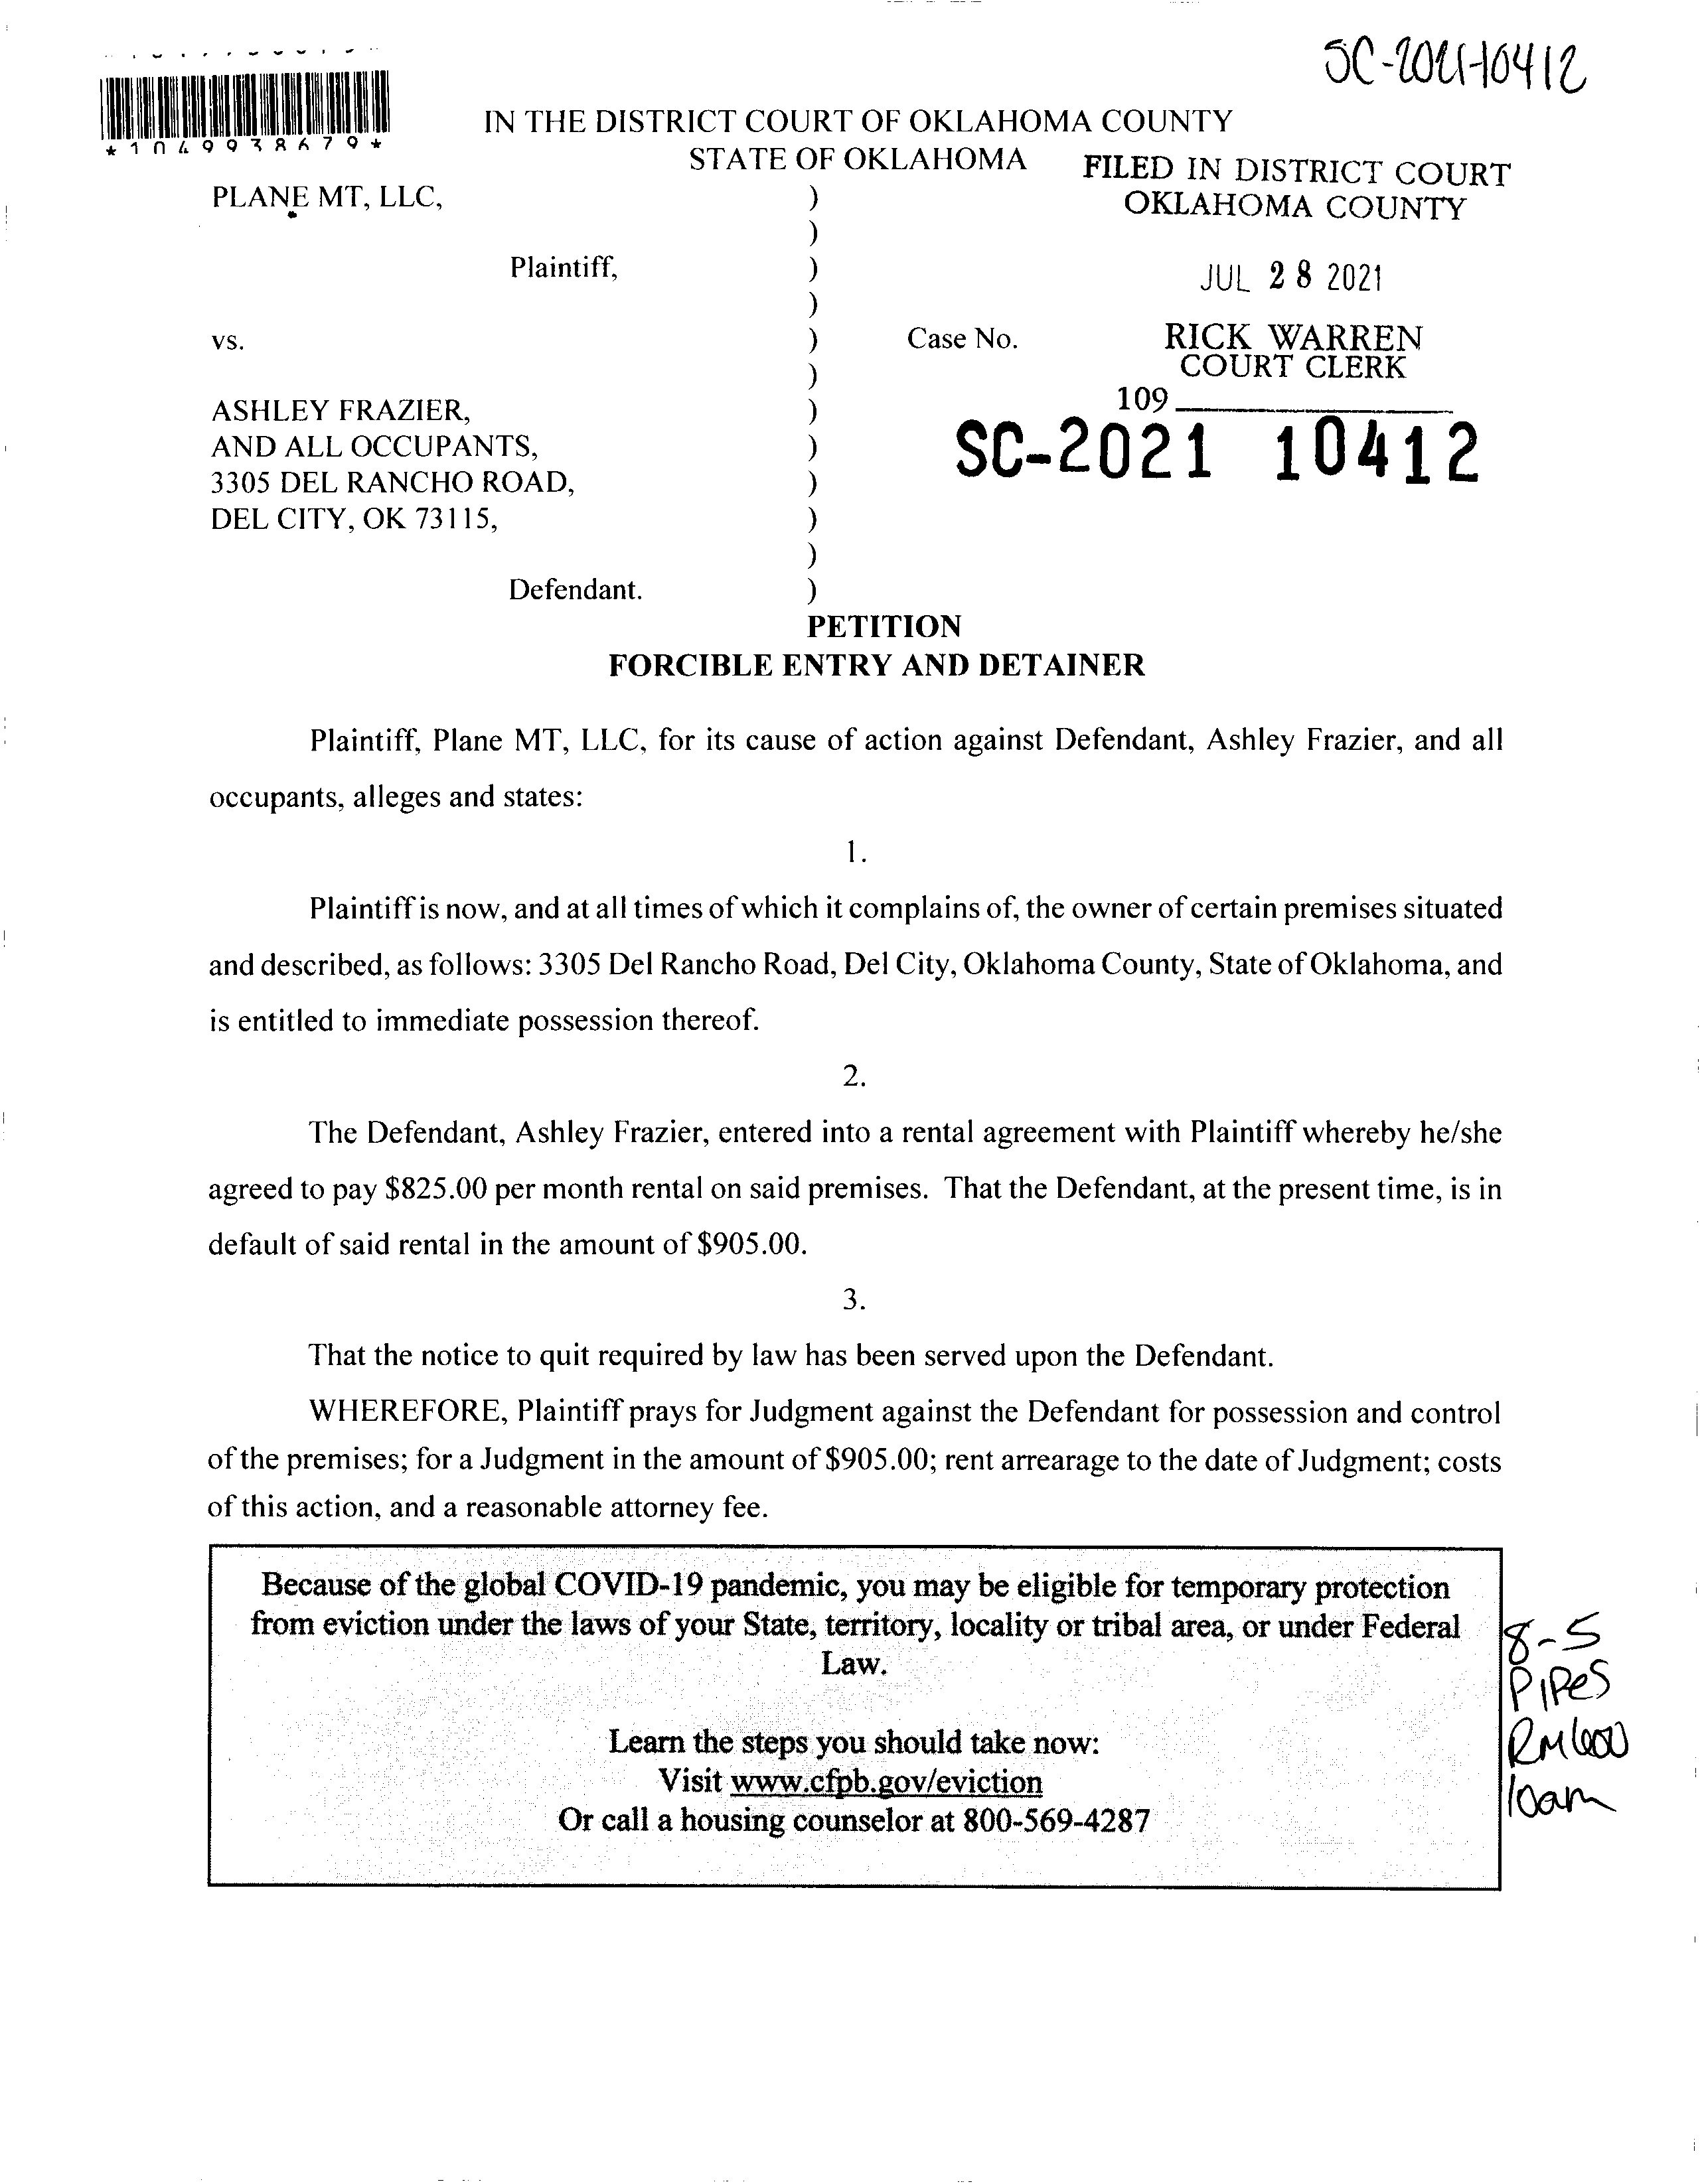 SC-2021-10412
*1049938679*
IN THE DISTRICT COURT OF OKLAHOMA COUNTY
STATE OF OKLAHOMA
FILED IN DISTRICT COURT
OKLAHOMA COUNTY
JUL 28 2021
RICK WARREN
COURT CLERK
109
PLANE MT, LLC, )
)
Plaintiff, )
)
vs. ) Case No.
)
ASHLEY FRAZIER, )
AND ALL OCCUPANTS, ) SC-2021 10412
3305 DEL RANCHO ROAD, )
DEL CITY, OK 73115, )
)
Defendant. )
PETITION
FORCIBLE ENTRY AND DETAINER
Plaintiff, Plane MT, LLC, for its cause of action against Defendant, Ashley Frazier, and all
occupants, alleges and states:
1.
Plaintiff is now, and at all times of which it complains of, the owner of certain premises situated
and described, as follows: 3305 Del Rancho Road, Del City, Oklahoma County, State of Oklahoma, and
is entitled to immediate possession thereof.
2.
The Defendant, Ashley Frazier, entered into a rental agreement with Plaintiff whereby he/she
agreed to pay $825.00 per month rental on said premises. That the Defendant, at the present time, is in
default of said rental in the amount of $905.00.
3.
That the notice to quit required by law has been served upon the Defendant.
WHEREFORE, Plaintiff prays for Judgment against the Defendant for possession and control
of the premises; for a Judgment in the amount of $905.00; rent arrearage to the date of Judgment; costs
of this action, and a reasonable attorney fee.
Because of the global COVID-19 pandemic, you may be eligible for temporary protection
from eviction under the laws of your State, territory, locality or tribal area, or under Federal
Law.
Learn the steps you should take now:
Visit www.cfpb.gov/eviction
Or call a housing counselor at 800-569-4287
8-5
PIPES
RM 600
10am